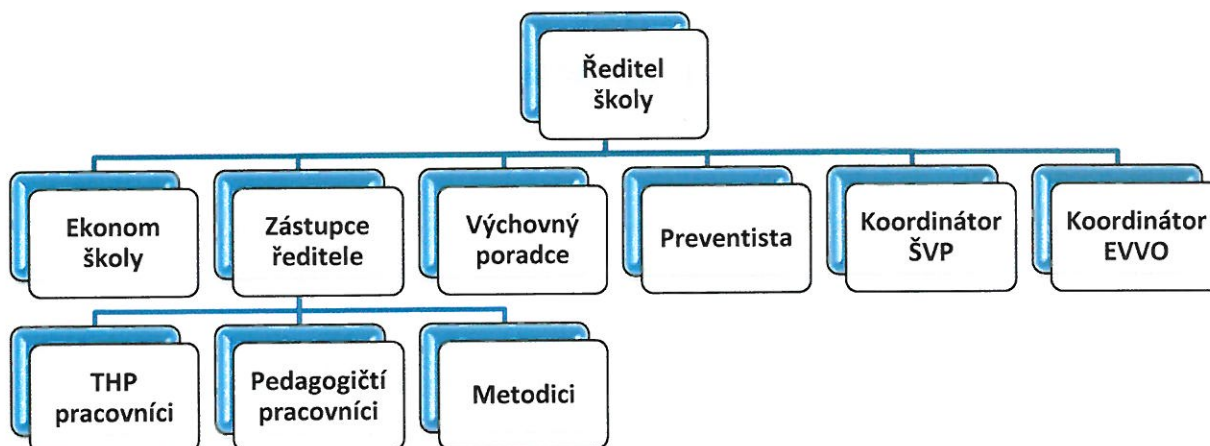 Ředitel
školy
Ekonom
školy
Zástupce
ředitele
Výchovný
poradce
Preventista
Koordinátor
ŠVP
Koordinátor
EVVO
THP
pracovníci
Pedagogičtí
pracovníci
Metodici